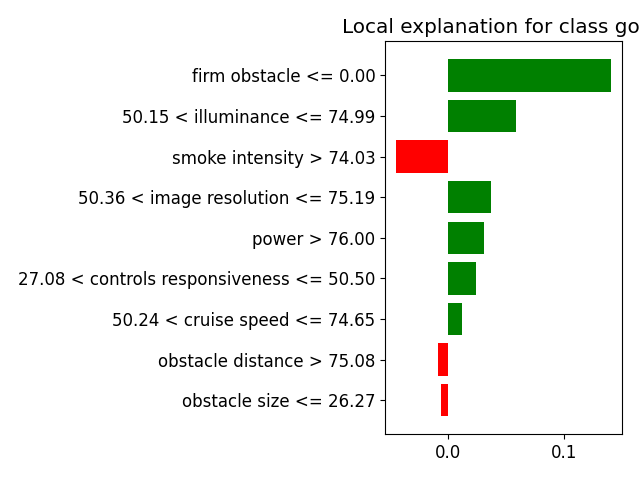 Local explanation for class go
firm obstacle <= 0.00
50.15 < illuminance <= 74.99
smoke intensity > 74.03
50.36 < image resolution <= 75.19
power > 76.00
27.08 < controls responsiveness <= 50.50
50.24 < cruise speed <= 74.65
obstacle distance > 75.08
obstacle size <= 26.27
0.0 0.1